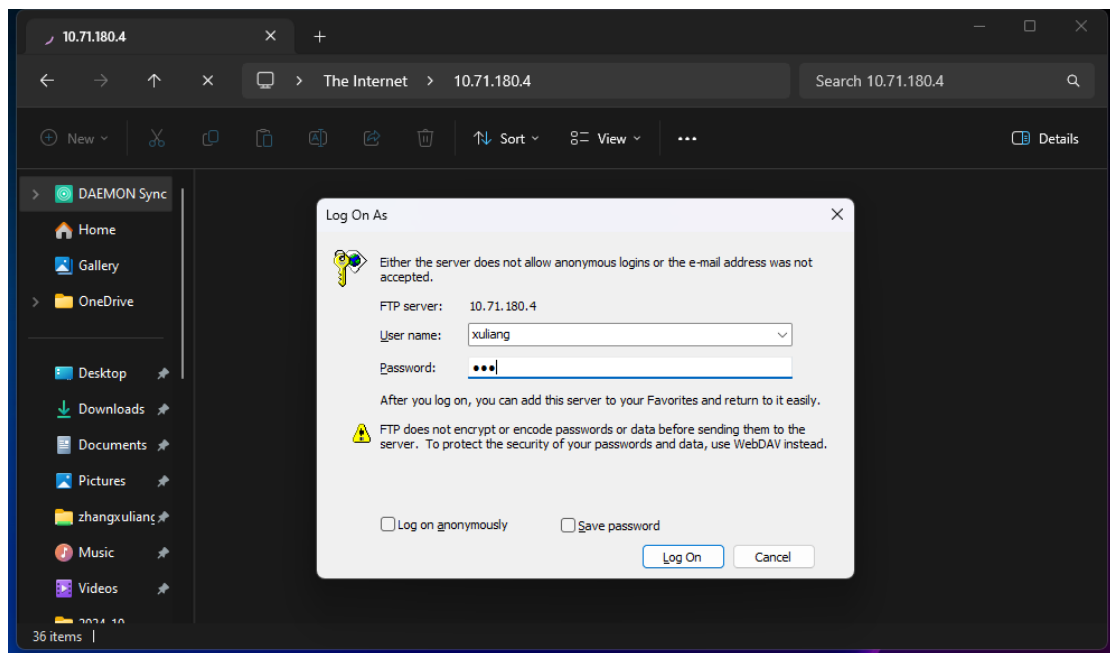 10.71.180.4
The Internet > 10.71.180.4
Search 10.71.180.4
New
Sort
View
Details
DAEMON Sync
Home
Gallery
OneDrive
Desktop
Downloads
Documents
Pictures
zhangxuliang
Music
Videos
2024-10
36 items
Log On As
Either the server does not allow anonymous logins or the e-mail address was not
accepted.
FTP server: 10.71.180.4
User name: xuliang
Password: •••
After you log on, you can add this server to your Favorites and return to it easily.
FTP does not encrypt or encode passwords or data before sending them to the
server. To protect the security of your passwords and data, use WebDAV instead.
Log on anonymously
Save password
Log On
Cancel